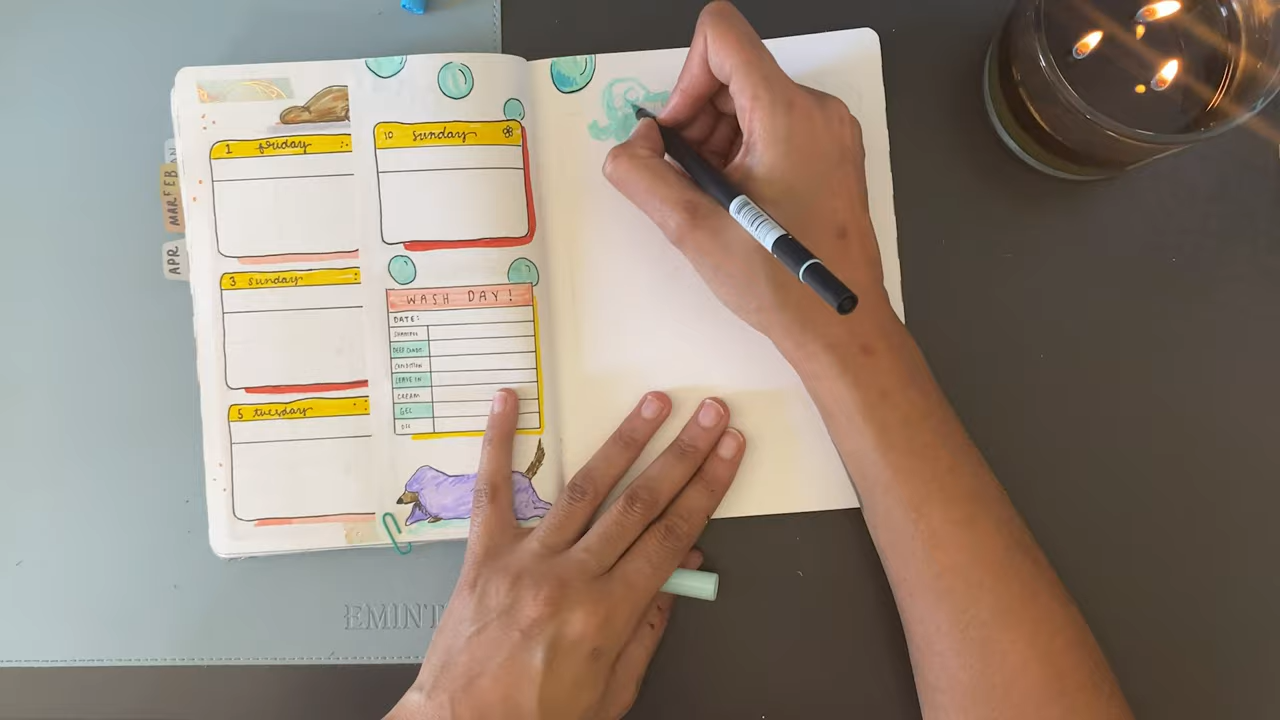 1 friday
3 sunday
5 tuesday
10 sunday
WASH DAY!
DATE:
SHAMPOO
DEEP COND.
CONDITION
LEAVE IN
CREAM
GEL
OIL
FEB
MAR
APR
EMINT